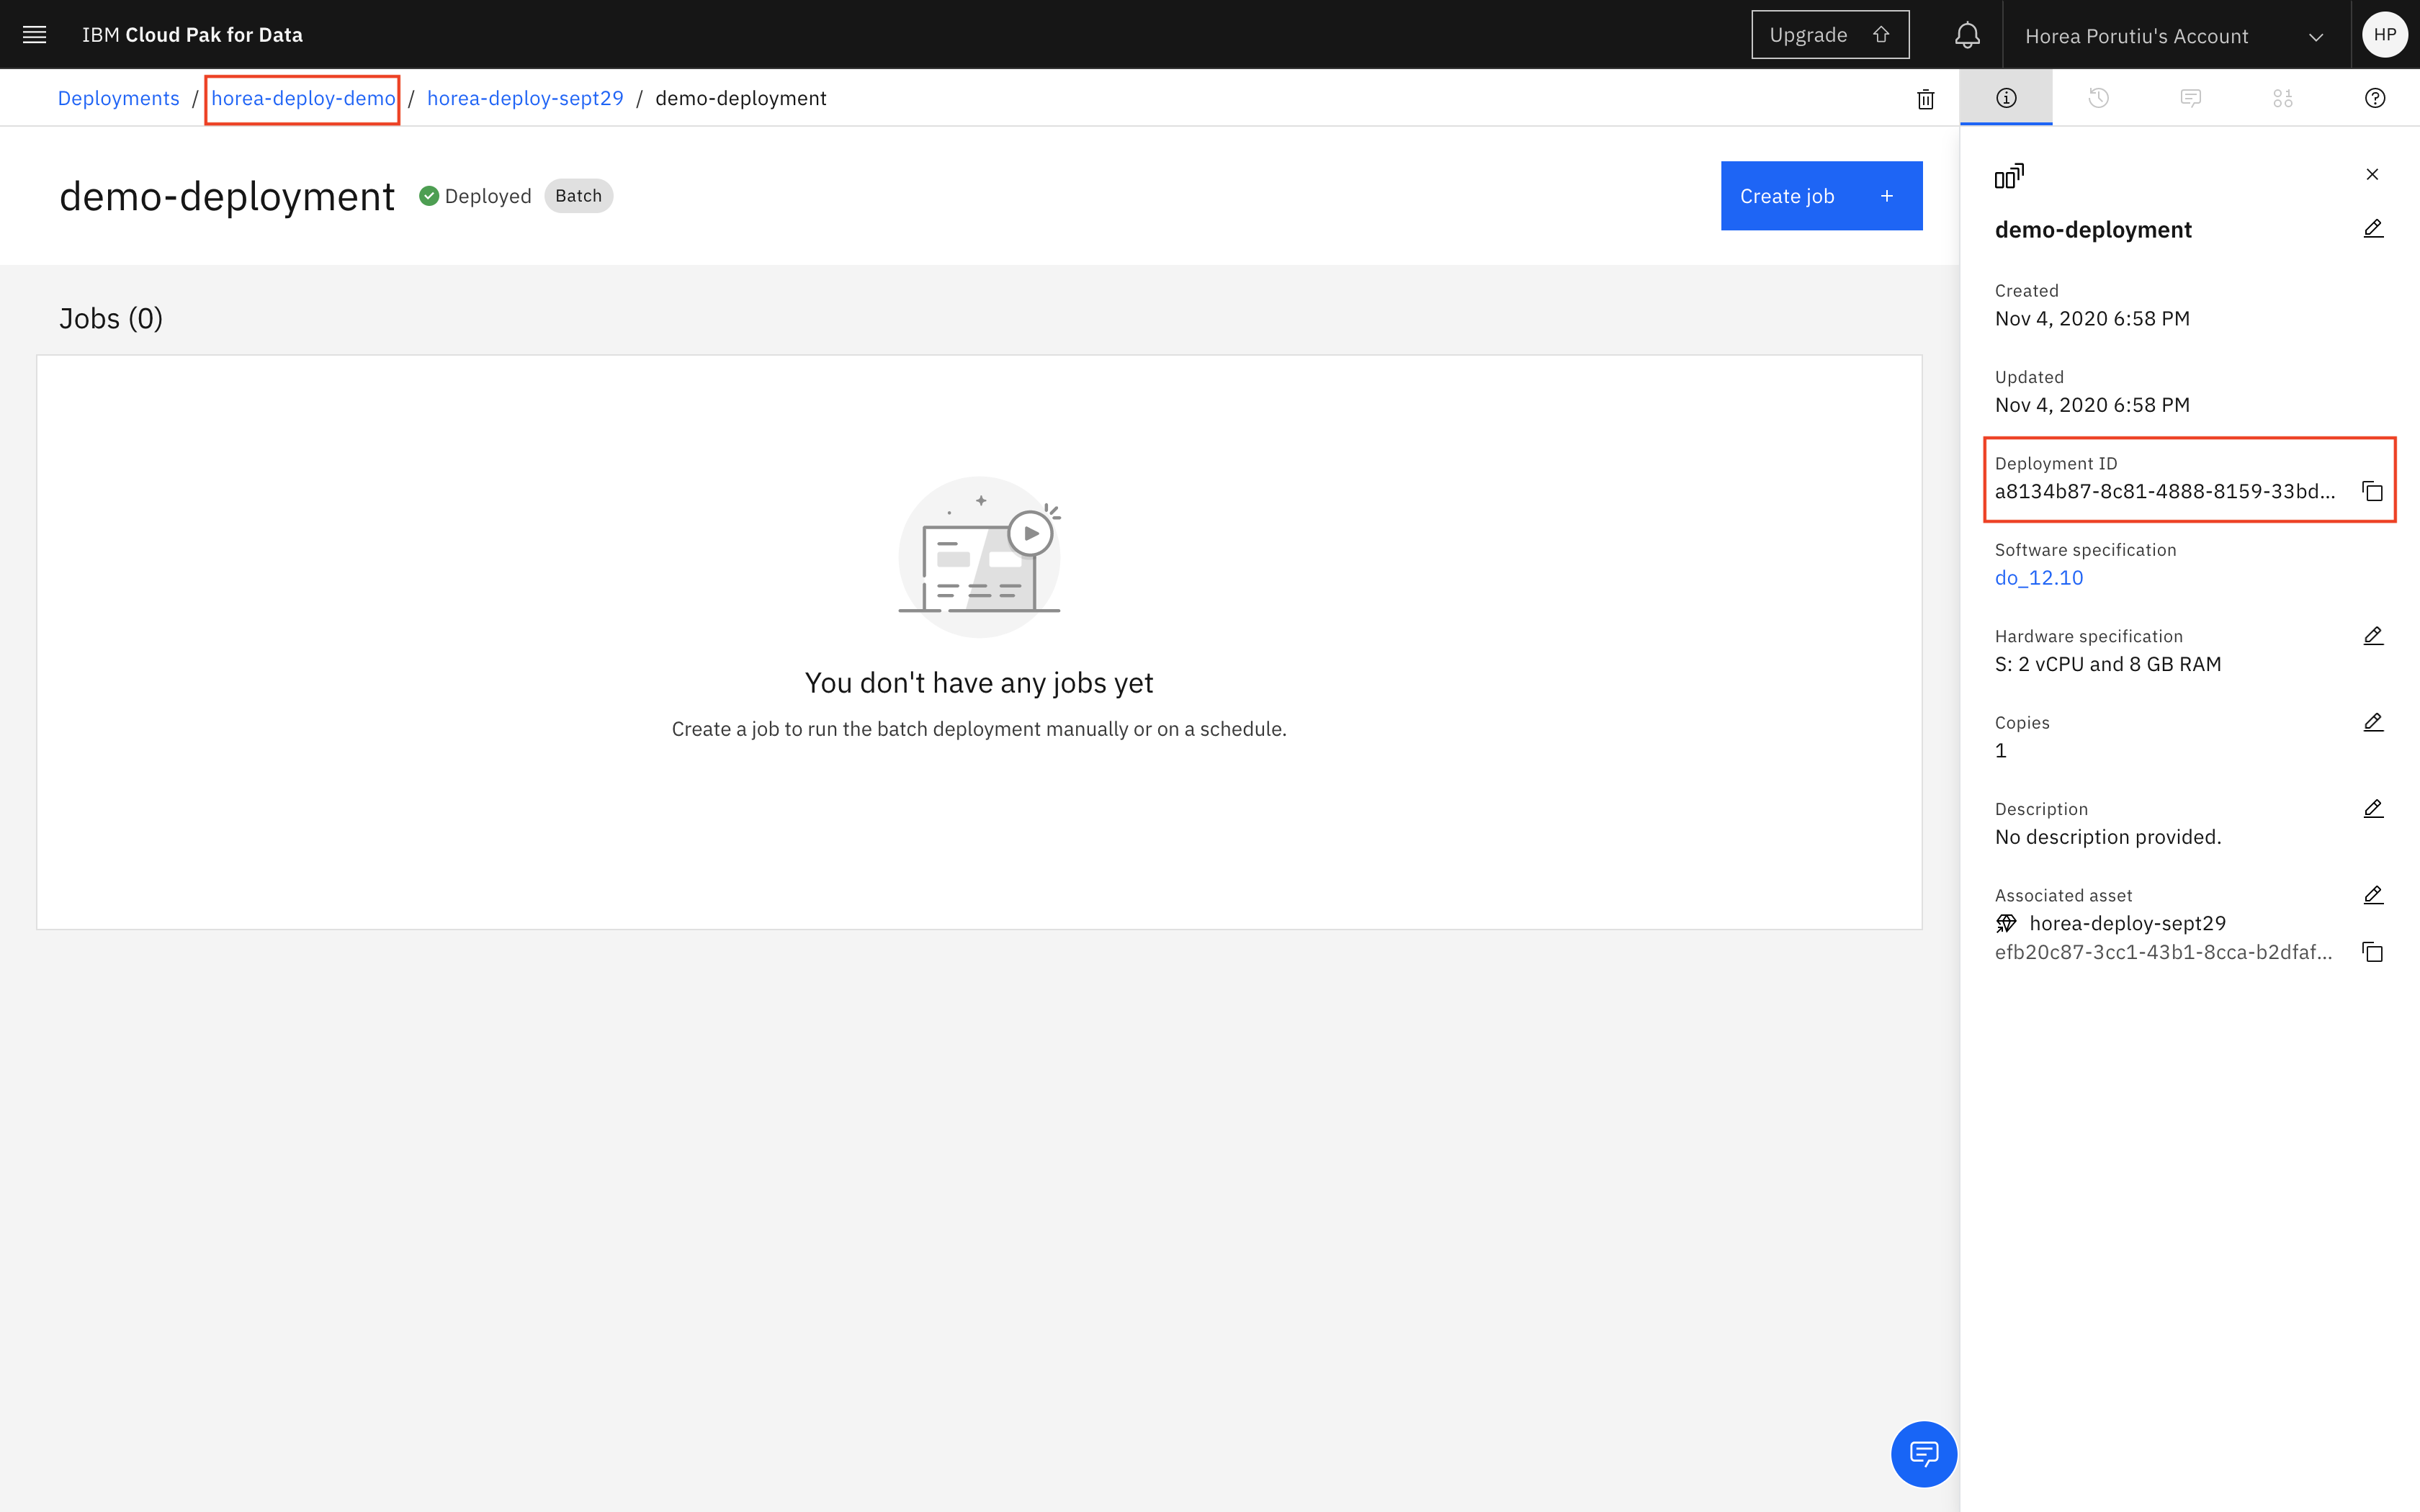 IBM Cloud Pak for Data
Upgrade
Horea Porutiu's Account
HP
Deployments / horea-deploy-demo / horea-deploy-sept29 / demo-deployment
demo-deployment
Deployed
Batch
Create job +
Jobs (0)
You don't have any jobs yet
Create a job to run the batch deployment manually or on a schedule.
demo-deployment
Created
Nov 4, 2020 6:58 PM
Updated
Nov 4, 2020 6:58 PM
Deployment ID
a8134b87-8c81-4888-8159-33bd...
Software specification
do_12.10
Hardware specification
S: 2 vCPU and 8 GB RAM
Copies
1
Description
No description provided.
Associated asset
horea-deploy-sept29
efb20c87-3cc1-43b1-8cca-b2dfaf...